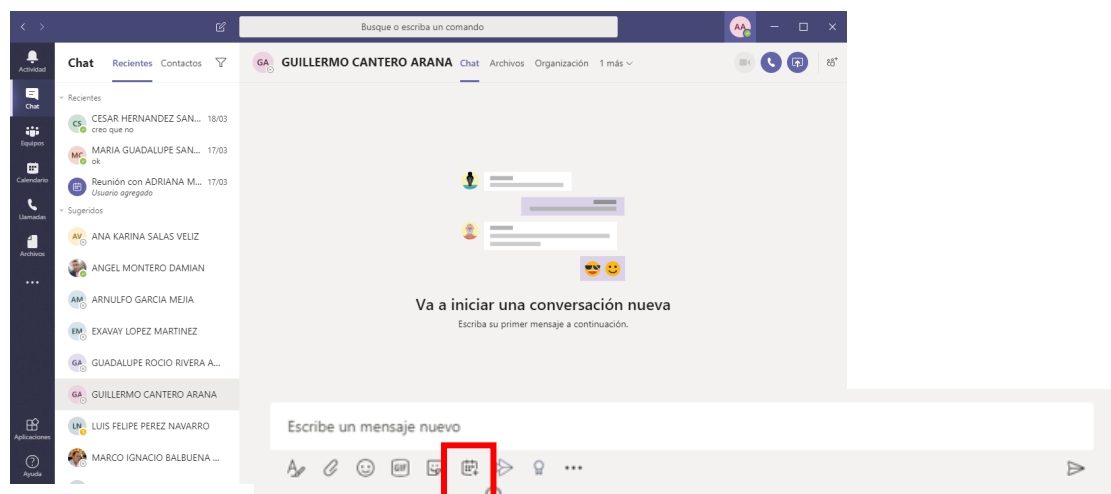 Busque o escriba un comando
AA
Actividad
Chat
Equipos
Calendario
Llamadas
Archivos
Aplicaciones
Ayuda
Chat Recientes Contactos
Recientes
CS CESAR HERNANDEZ SAN... 18/03
creo que no
MC MARIA GUADALUPE SAN... 17/03
ok
Reunión con ADRIANA M... 17/03
Usuario agregado
Sugeridos
AV ANA KARINA SALAS VELIZ
ANGEL MONTERO DAMIAN
AM ARNULFO GARCIA MEJIA
EM EXAVAY LOPEZ MARTINEZ
GA GUADALUPE ROCIO RIVERA A...
GA GUILLERMO CANTERO ARANA
LN LUIS FELIPE PEREZ NAVARRO
MARCO IGNACIO BALBUENA ...
GA GUILLERMO CANTERO ARANA Chat Archivos Organización 1 más
Va a iniciar una conversación nueva
Escriba su primer mensaje a continuación.
Escribe un mensaje nuevo
GIF